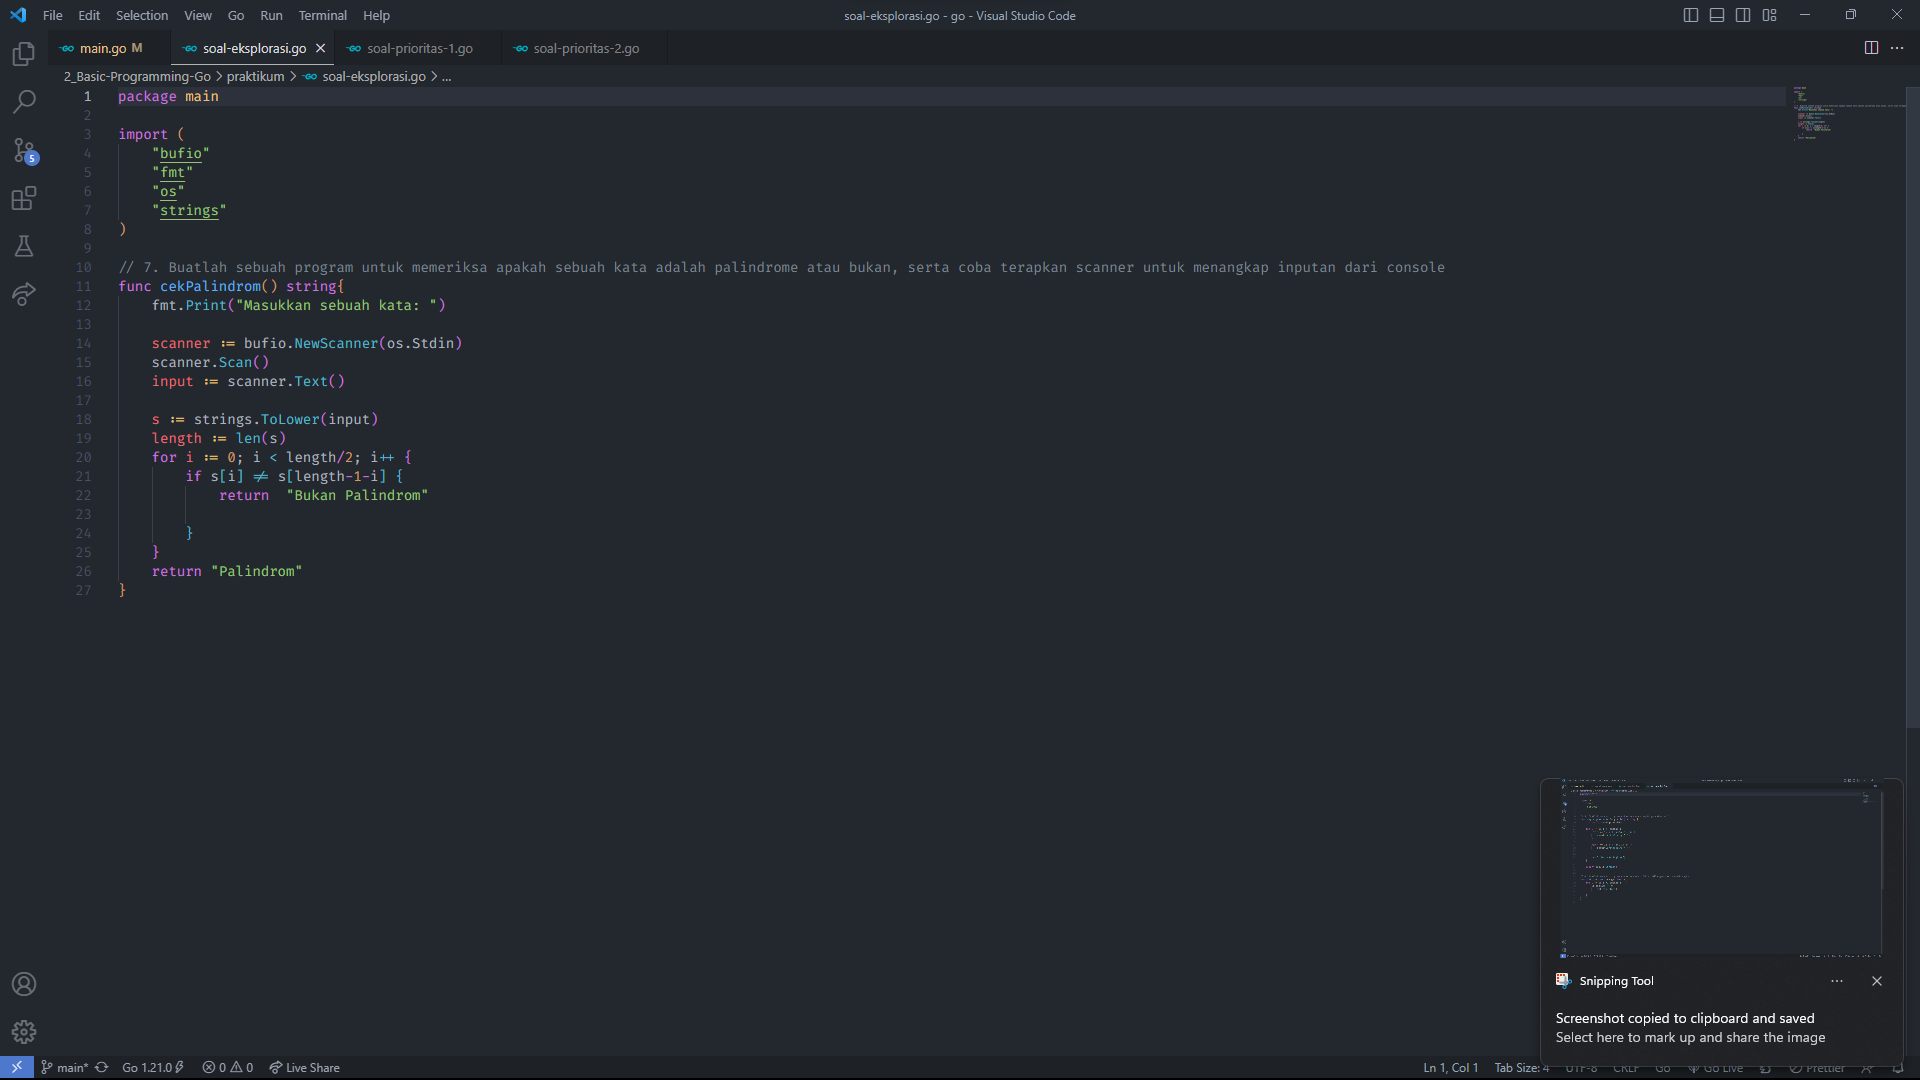 File Edit Selection View Go Run Terminal Help
soal-eksplorasi.go - go - Visual Studio Code
main.go M
soal-eksplorasi.go
soal-prioritas-1.go
soal-prioritas-2.go
2_Basic-Programming-Go > praktikum > soal-eksplorasi.go > ...
1 package main
2
3 import (
4 "bufio"
5 "fmt"
6 "os"
7 "strings"
8 )
9
10 // 7. Buatlah sebuah program untuk memeriksa apakah sebuah kata adalah palindrome atau bukan, serta coba terapkan scanner untuk menangkap inputan dari console
11 func cekPalindrom() string{
12 fmt.Print("Masukkan sebuah kata: ")
13
14 scanner := bufio.NewScanner(os.Stdin)
15 scanner.Scan()
16 input := scanner.Text()
17
18 s := strings.ToLower(input)
19 length := len(s)
20 for i := 0; i < length/2; i++ {
21 if s[i] != s[length-1-i] {
22 return  "Bukan Palindrom"
23
24 }
25 }
26 return "Palindrom"
27 }
5
Snipping Tool
Screenshot copied to clipboard and saved
Select here to mark up and share the image
main* Go 1.21.0 0 0 Live Share
Ln 1, Col 1 Tab Size: 4 UTF-8 CRLF Go Go Live Prettier